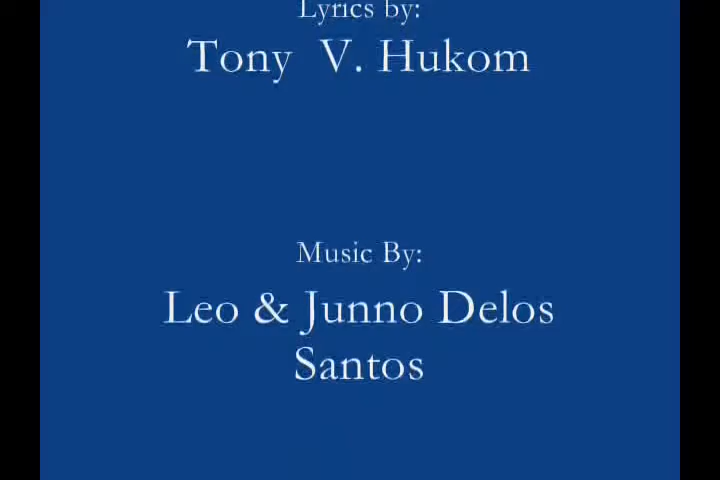 Lyrics by:
Tony V. Hukom
Music By:
Leo & Junno Delos
Santos